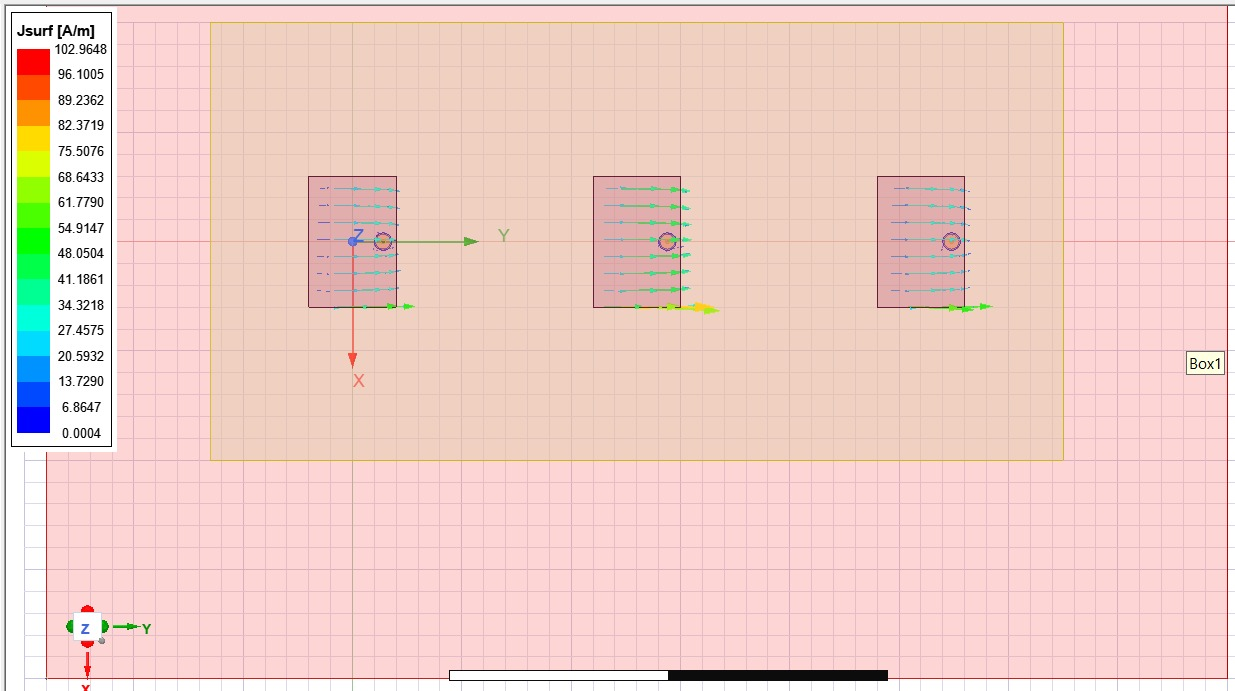 Jsurf [A/m]
102.9648
96.1005
89.2362
82.3719
75.5076
68.6433
61.7790
54.9147
48.0504
41.1861
34.3218
27.4575
20.5932
13.7290
6.8647
0.0004
Z
Y
X
Box1
Z
Y
X